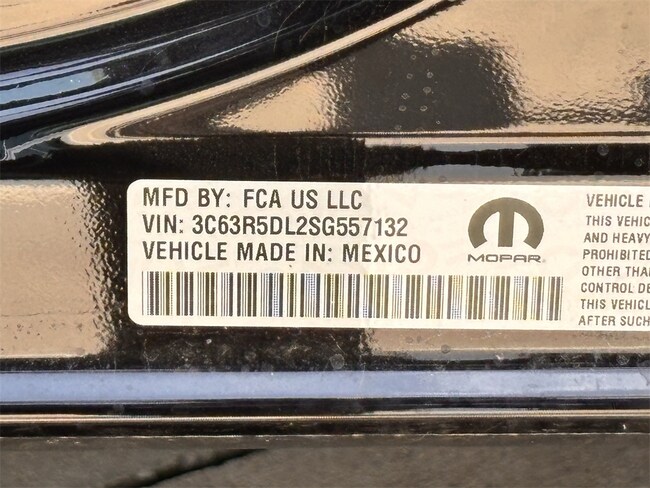 MFD BY: FCA US LLC
VIN: 3C63R5DL2SG557132
VEHICLE MADE IN: MEXICO
MOPAR
VEHICLE
THIS VEHIC
AND HEAVY
PROHIBITED
OTHER THA
CONTROL DE
THIS VEHICL
AFTER SUCH